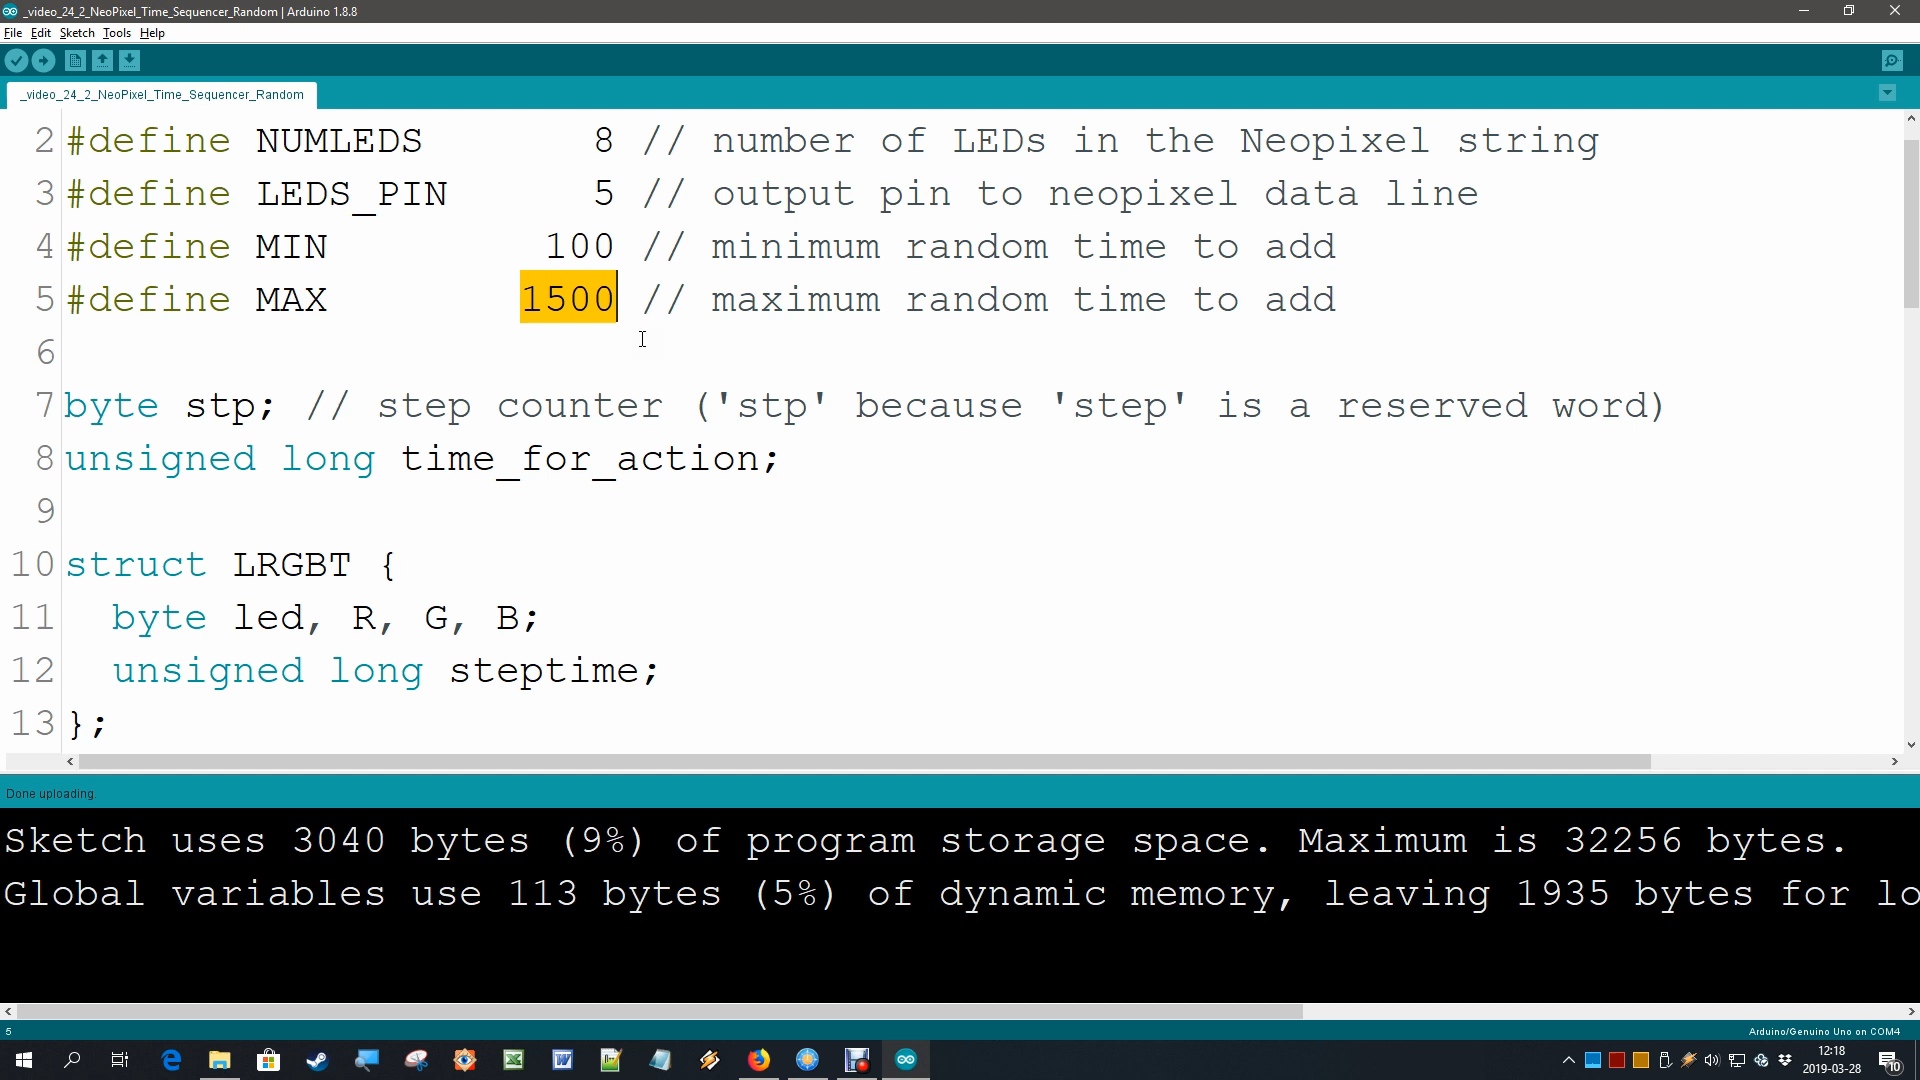 _video_24_2_NeoPixel_Time_Sequencer_Random | Arduino 1.8.8
File Edit Sketch Tools Help
_video_24_2_NeoPixel_Time_Sequencer_Random
2 #define NUMLEDS 8 // number of LEDs in the Neopixel string
3 #define LEDS_PIN 5 // output pin to neopixel data line
4 #define MIN 100 // minimum random time to add
5 #define MAX 1500 // maximum random time to add
6
7 byte stp; // step counter ('stp' because 'step' is a reserved word)
8 unsigned long time_for_action;
9
10 struct LRGBT {
11 byte led, R, G, B;
12 unsigned long steptime;
13 };
Done uploading.
Sketch uses 3040 bytes (9%) of program storage space. Maximum is 32256 bytes.
Global variables use 113 bytes (5%) of dynamic memory, leaving 1935 bytes for lo
5 Arduino/Genuino Uno on COM4
12:18
2019-03-28
10